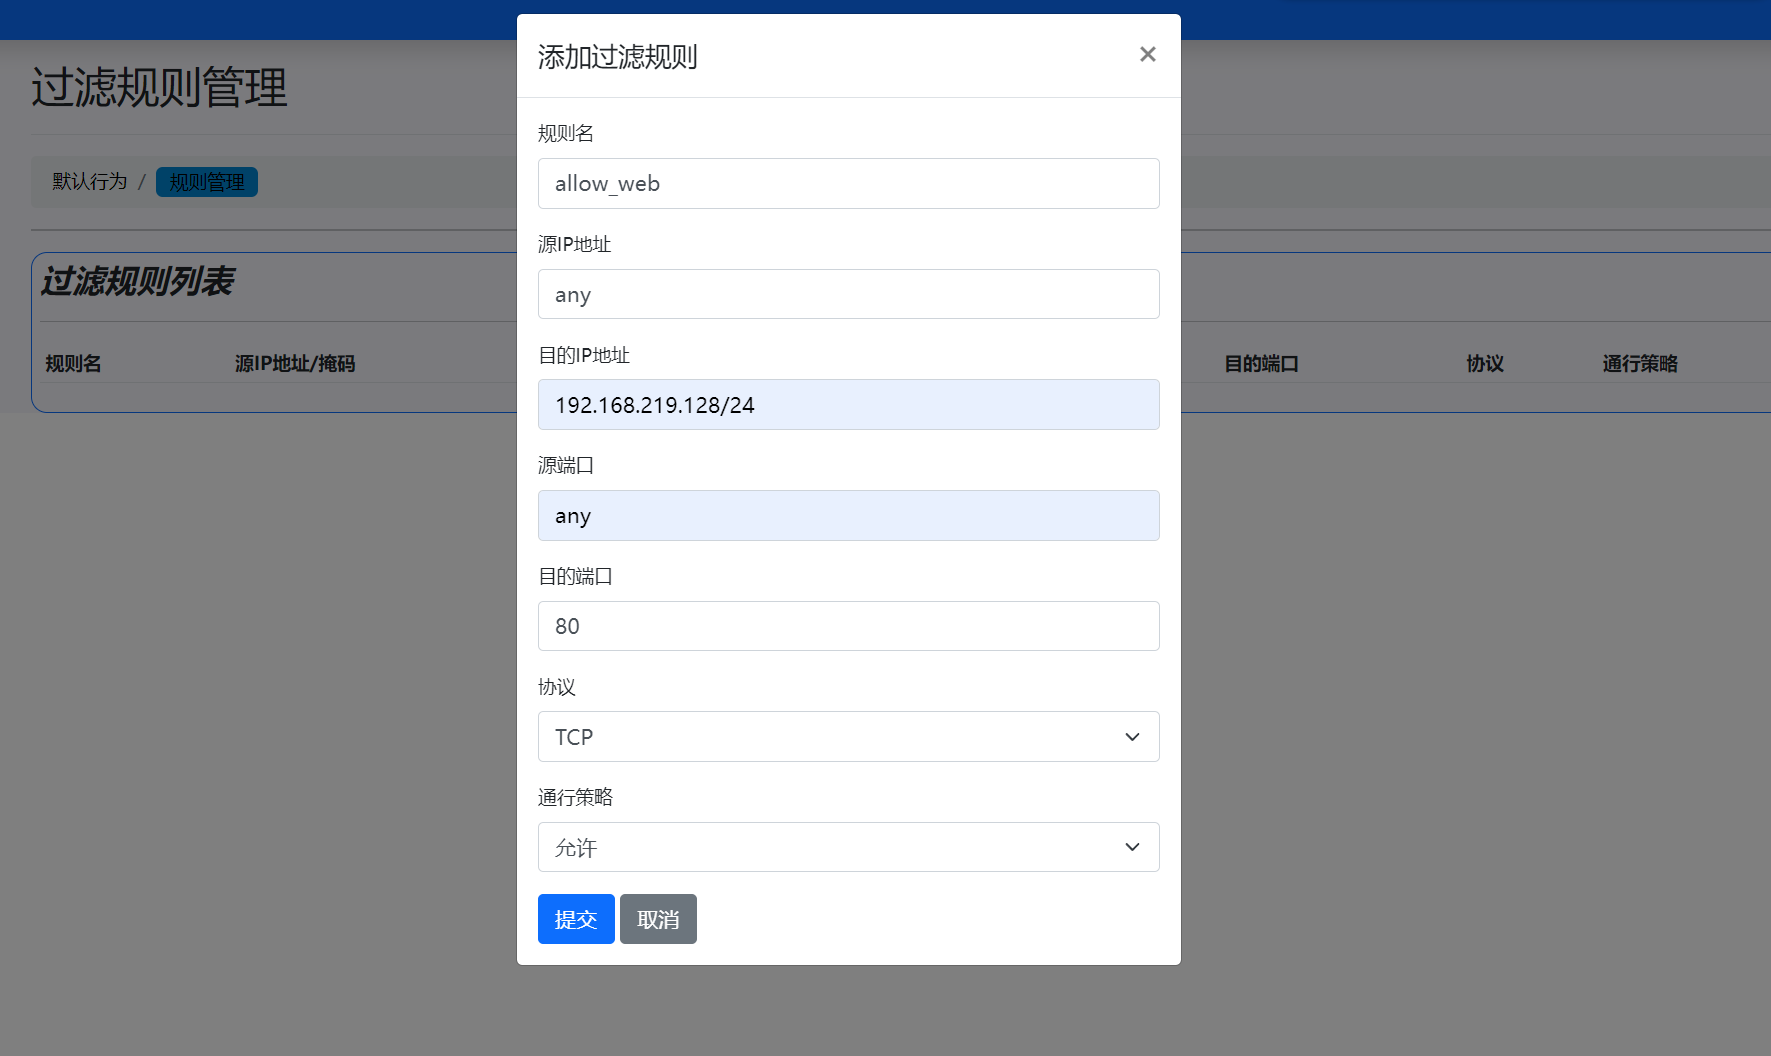 添加过滤规则
×
规则名
allow_web
源IP地址
any
目的IP地址
192.168.219.128/24
源端口
any
目的端口
80
协议
TCP
通行策略
允许
提交 取消
过滤规则管理
默认行为 / 规则管理
过滤规则列表
规则名 源IP地址/掩码 目的端口 协议 通行策略